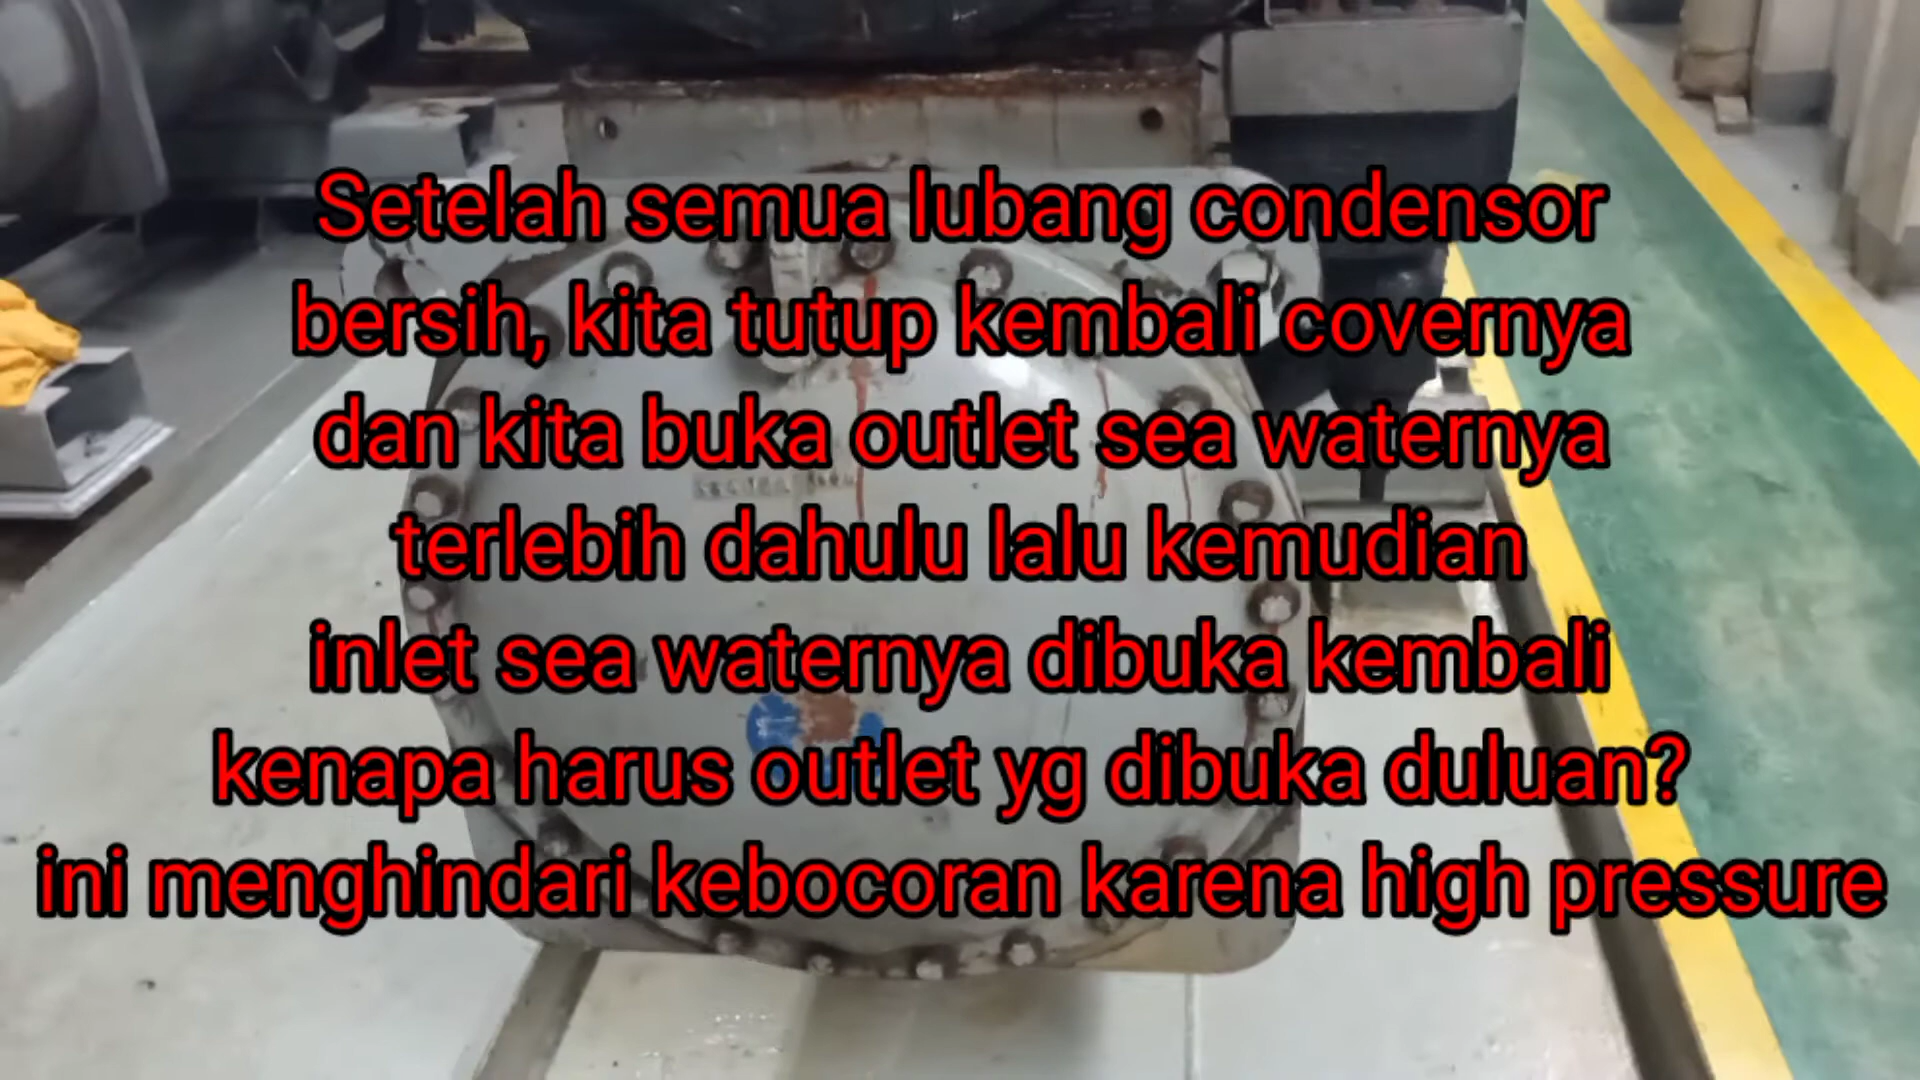 Setelah semua lubang condensor
bersih, kita tutup kembali covernya
dan kita buka outlet sea waternya
terlebih dahulu lalu kemudian
inlet sea waternya dibuka kembali
kenapa harus outlet yg dibuka duluan?
ini menghindari kebocoran karena high pressure